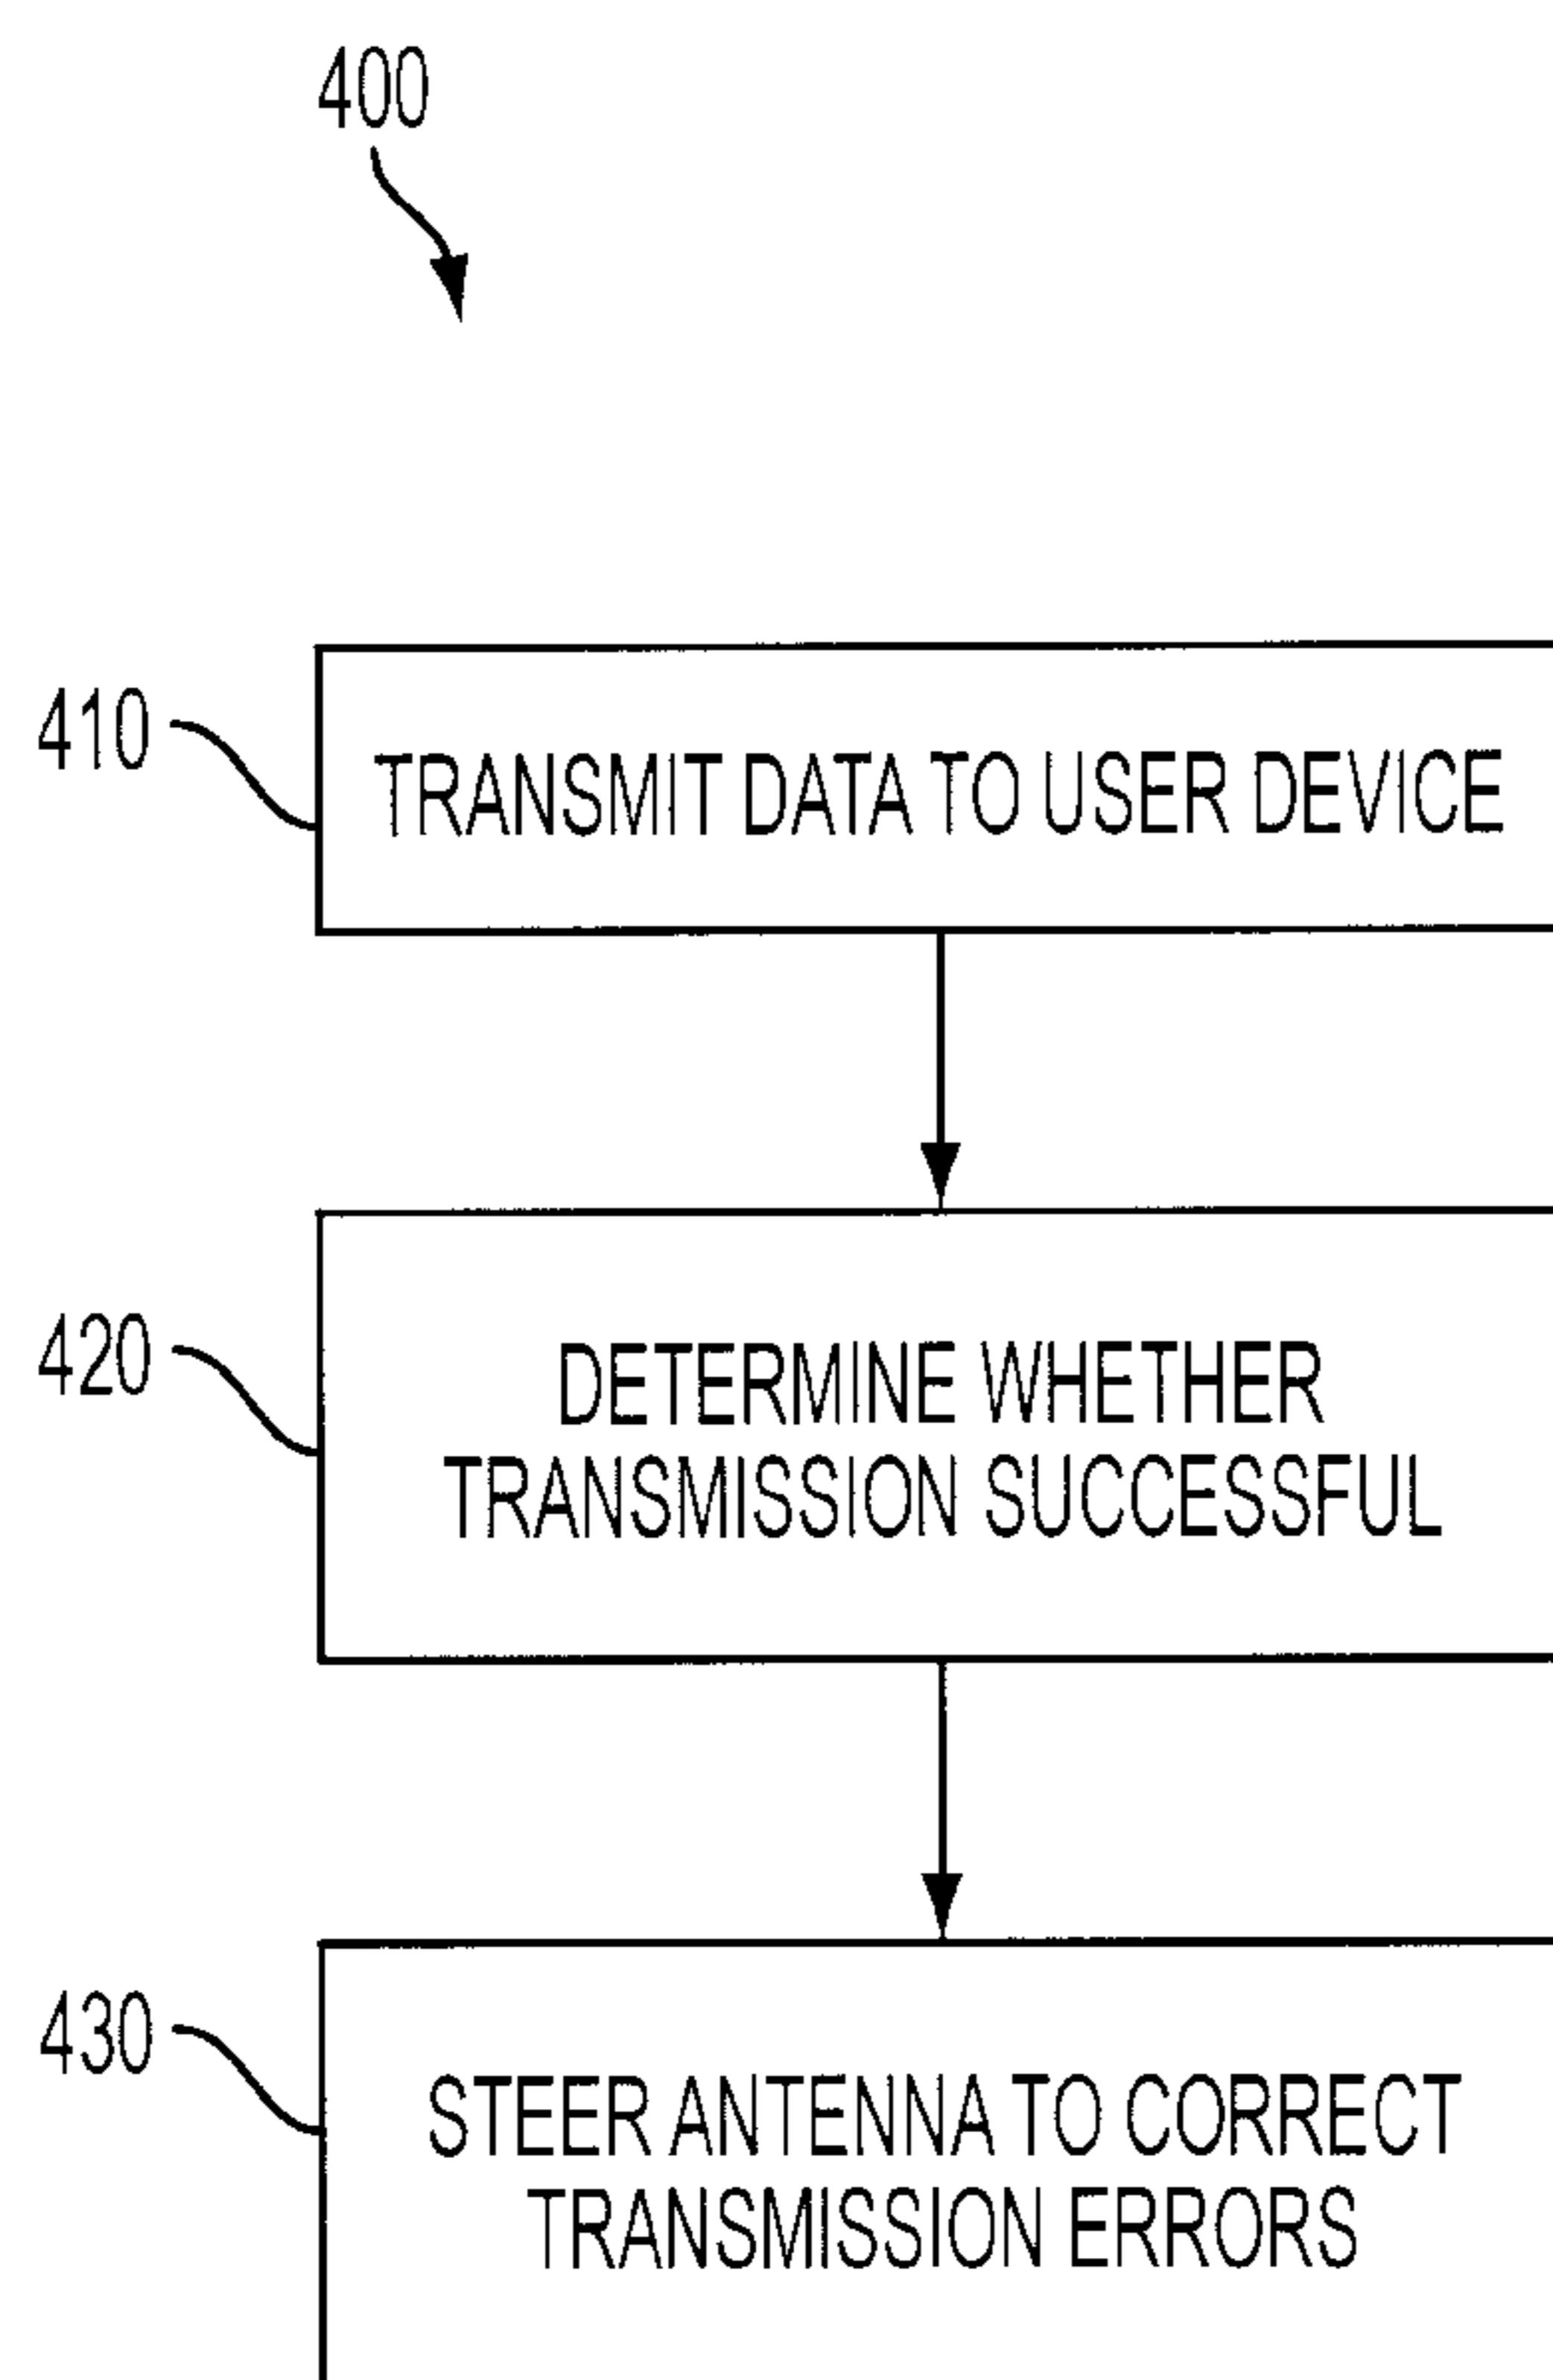 400
410
TRANSMIT DATA TO USER DEVICE
420
DETERMINE WHETHER
TRANSMISSION SUCCESSFUL
430
STEER ANTENNA TO CORRECT
TRANSMISSION ERRORS